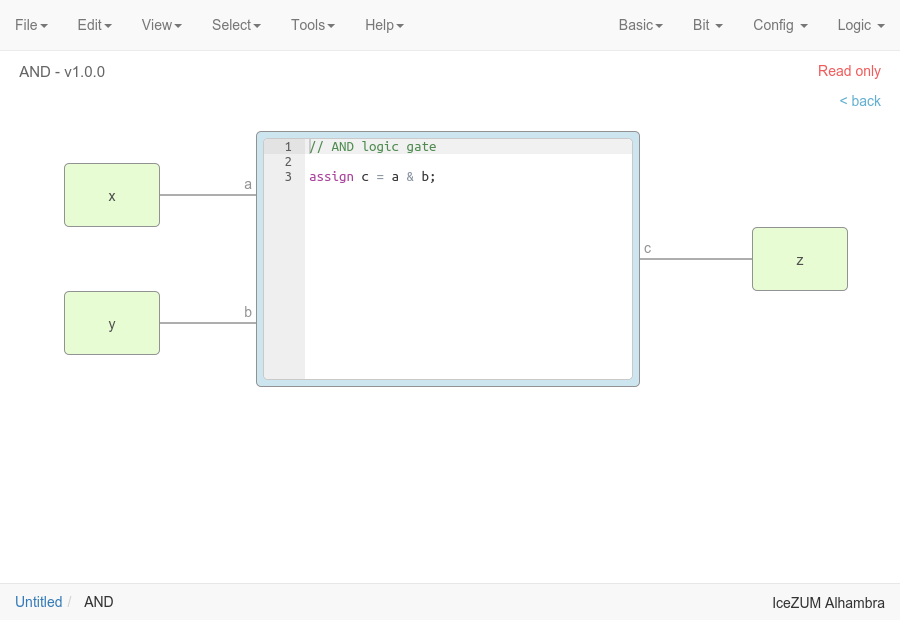 File Edit View Select Tools Help Basic Bit Config Logic
AND - v1.0.0
Read only
< back
1 // AND logic gate
2
3 assign c = a & b;
x
a
y
b
c
z
Untitled / AND
IceZUM Alhambra